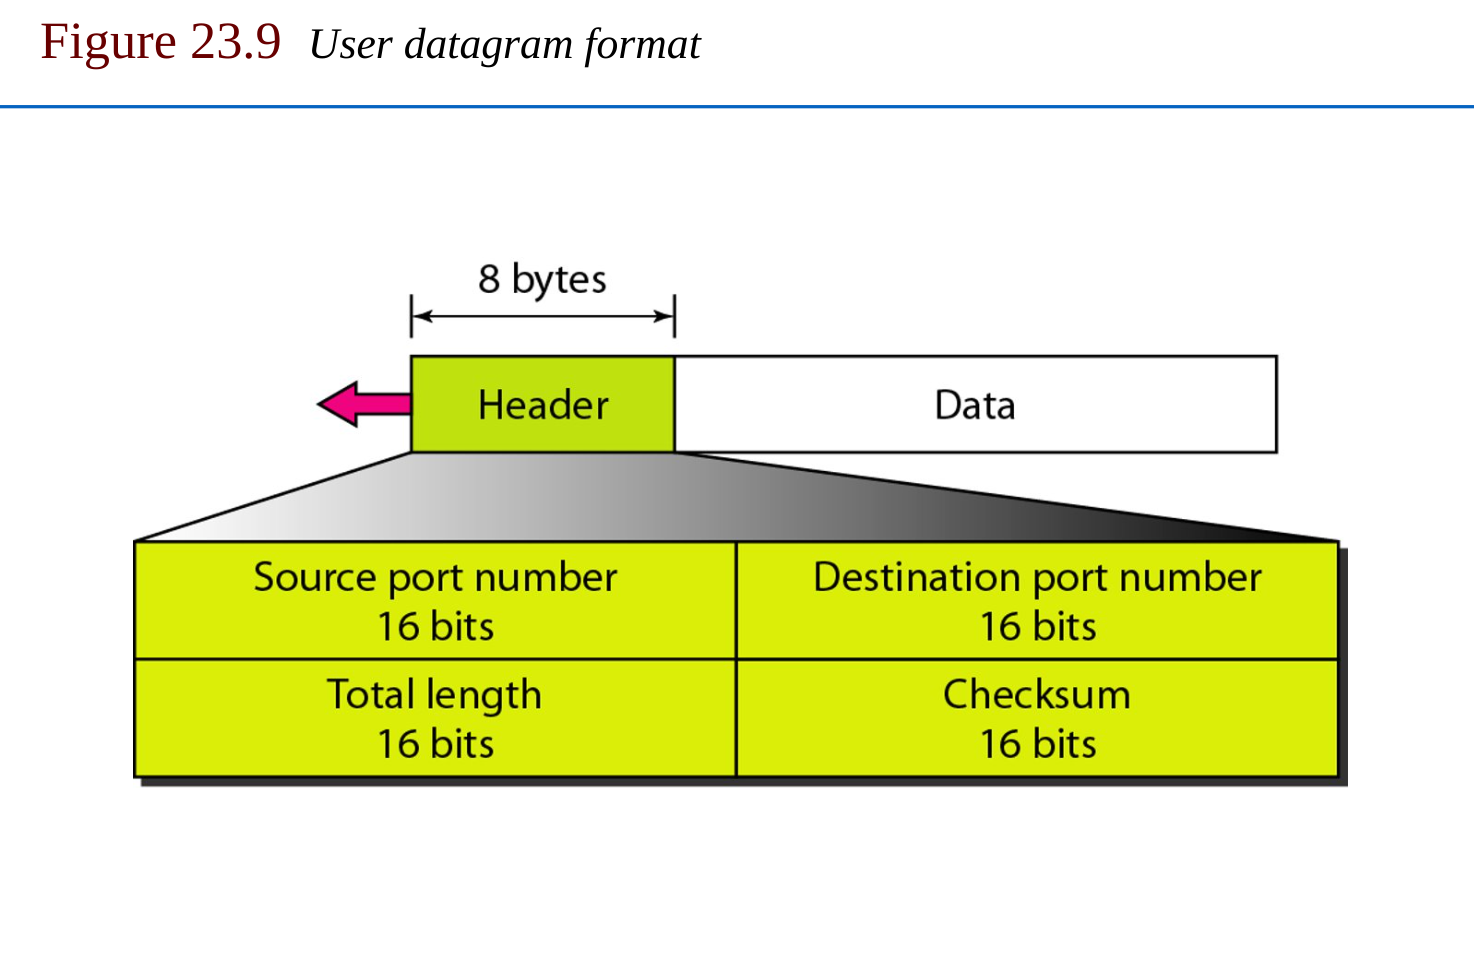 Figure 23.9 User datagram format
8 bytes
Header
Data
Source port number
16 bits
Destination port number
16 bits
Total length
16 bits
Checksum
16 bits